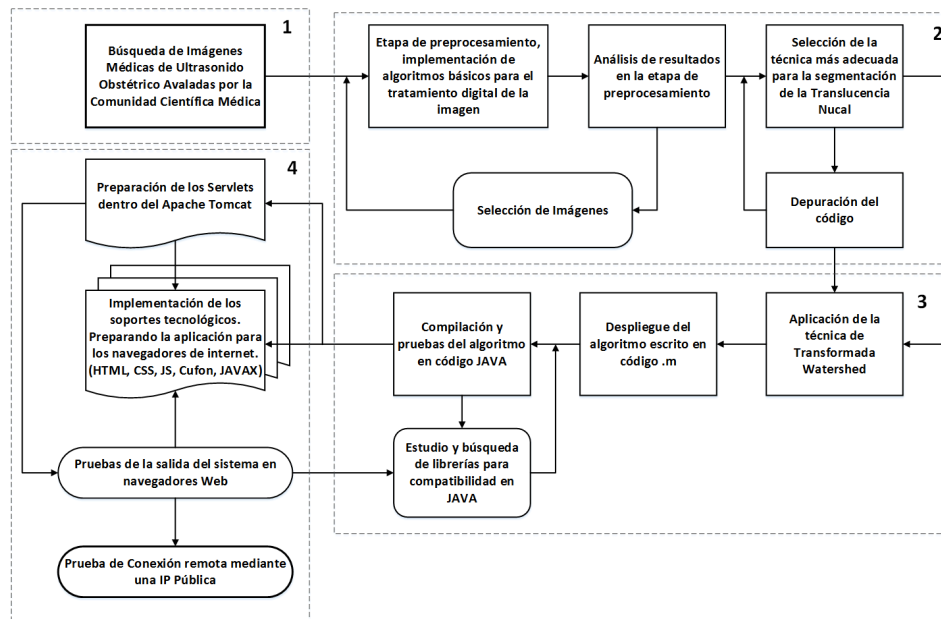 1
Búsqueda de Imágenes
Médicas de Ultrasonido
Obstétrico Avaladas por la
Comunidad Científica Médica
2
Etapa de preprocesamiento,
implementación de
algoritmos básicos para el
tratamiento digital de la
imagen
Análisis de resultados
en la etapa de
preprocesamiento
Selección de la
técnica más adecuada
para la segmentación
de la Translucencia
Nucal
Selección de Imágenes
Depuración del
código
3
Aplicación de la
técnica de
Transformada
Watershed
Despliegue del
algoritmo escrito en
código .m
Compilación y
pruebas del algoritmo
en código JAVA
Estudio y búsqueda
de librerías para
compatibilidad en
JAVA
4
Preparación de los Servlets
dentro del Apache Tomcat
Implementación de los
soportes tecnológicos.
Preparando la aplicación para
los navegadores de internet.
(HTML, CSS, JS, Cufon, JAVAX)
Pruebas de la salida del sistema en
navegadores Web
Prueba de Conexión remota mediante
una IP Pública